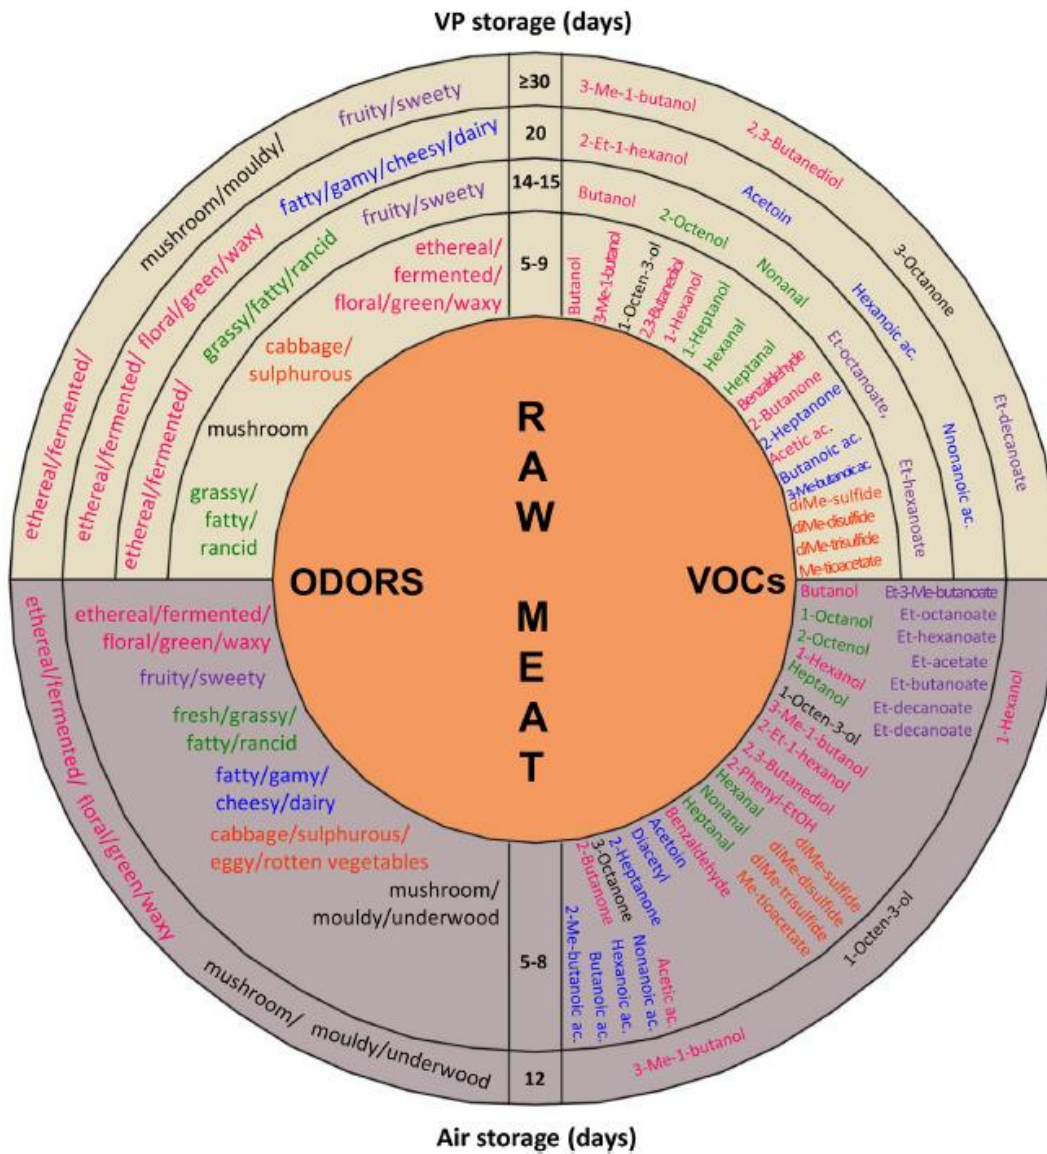 VP storage (days)
≥30
20
14-15
5-9
mushroom/mouldy/
fruity/sweety
ethereal/fermented/
fatty/gamy/cheesy/dairy
ethereal/fermented/ floral/green/waxy
fruity/sweety
grassy/fatty/rancid
ethereal/fermented/
ethereal/
fermented/
floral/green/waxy
cabbage/
sulphurous
mushroom
grassy/
fatty/
rancid
3-Me-1-butanol
2,3-Butanediol
3-Octanone
Et-decanoate
2-Et-1-hexanol
Acetoin
Hexanoic ac.
Nnonanoic ac.
Butanol
2-Octenol
Nonanal
Et-octanoate,
Et-hexanoate
Butanol
3-Me-1-butanol
1-Octen-3-ol
2,3-Butanediol
1-Hexanol
1-Heptanol
Hexanal
Heptanal
Benzaldehyde
2-Butanone
2-Heptanone
Acetic ac.
Butanoic ac.
3-Me-butanoic ac.
diMe-sulfide
diMe-disulfide
diMe-trisulfide
Me-tioacetate
RAW MEAT
ODORS
VOCs
ethereal/fermented/
floral/green/waxy
fruity/sweety
fresh/grassy/
fatty/rancid
fatty/gamy/
cheesy/dairy
cabbage/sulphurous/
eggy/rotten vegetables
mushroom/
mouldy/underwood
ethereal/fermented/ floral/green/waxy
mushroom/ mouldy/underwood
Butanol
1-Octanol
2-Octenol
1-Hexanol
Heptanol
1-Octen-3-ol
3-Me-1-butanol
2-Et-1-hexanol
2,3-Butanediol
2-Phenyl-EtOH
Hexanal
Nonanal
Heptanal
Benzaldehyde
Acetoin
Diacetyl
2-Heptanone
3-Octanone
2-Butanone
Et-3-Me-butanoate
Et-octanoate
Et-hexanoate
Et-acetate
Et-butanoate
Et-decanoate
Et-decanoate
diMe-sulfide
diMe-disulfide
diMe-trisulfide
Me-tioacetate
Acetic ac.
Nonanoic ac.
Hexanoic ac.
Butanoic ac.
2-Me-butanoic ac.
1-Hexanol
1-Octen-3-ol
3-Me-1-butanol
5-8
12
Air storage (days)